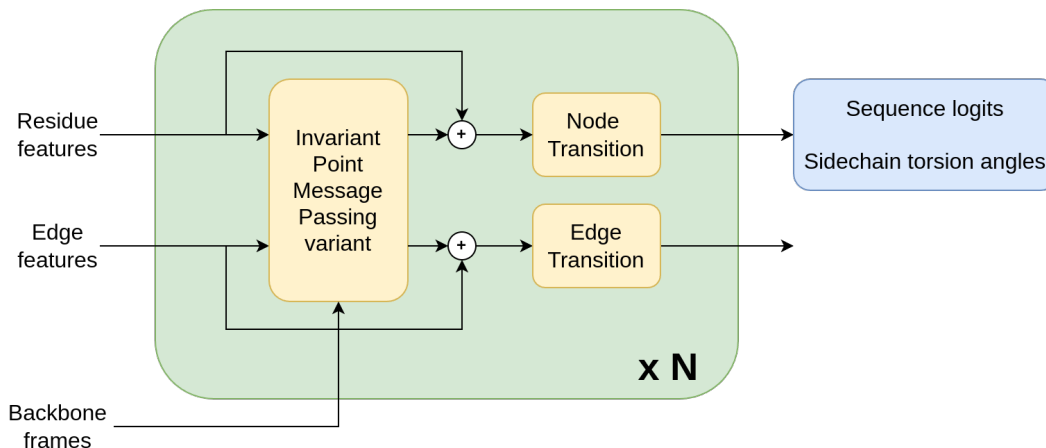 Residue
features
Edge
features
Backbone
frames
Invariant
Point
Message
Passing
variant
+
+
Node
Transition
Edge
Transition
x N
Sequence logits
Sidechain torsion angles